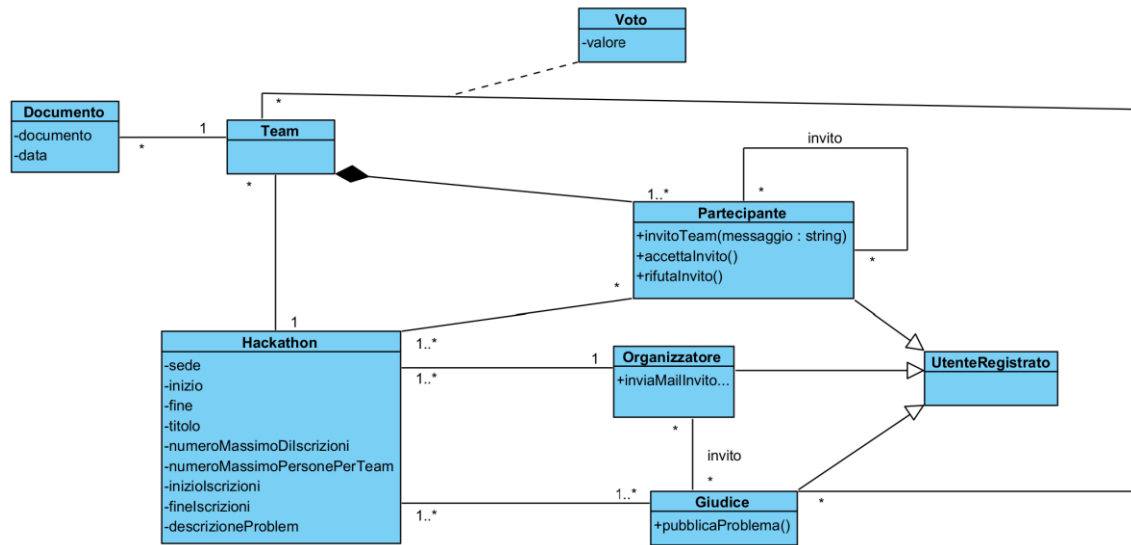 Voto
-valore
*
Documento
-documento
-data
1
*
Team
*
invito
1..*
*
Partecipante
+invitoTeam(messaggio : string)
+accettaInvito()
+rifutaInvito()
*
*
1
1..*
Hackathon
-sede
-inizio
-fine
-titolo
-numeroMassimoDiIscrizioni
-numeroMassimoPersonePerTeam
-inizioIscrizioni
-fineIscrizioni
-descrizioneProblem
1..*
1
Organizzatore
+inviaMailInvito...
UtenteRegistrato
*
invito
*
1..*
1..*
Giudice
+pubblicaProblema()
*